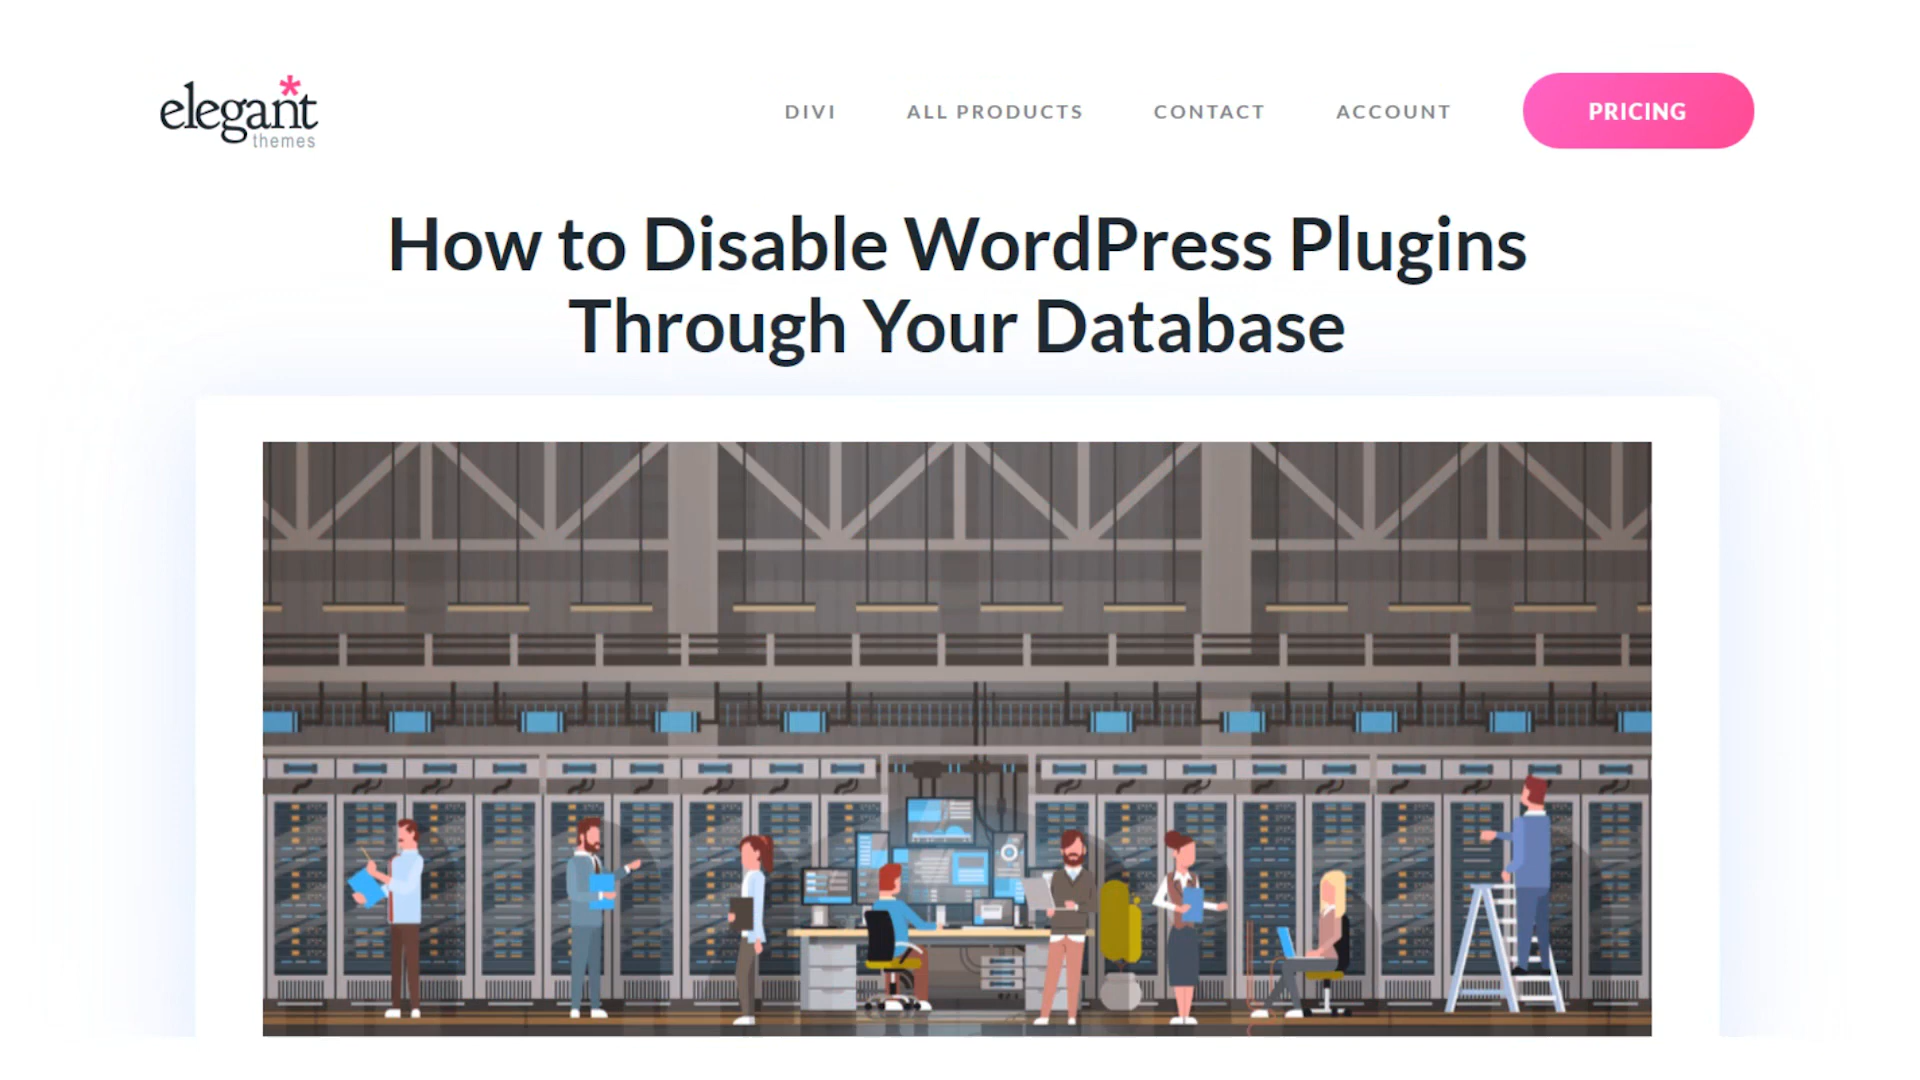 elegant
themes
DIVI
ALL PRODUCTS
CONTACT
ACCOUNT
PRICING
How to Disable WordPress Plugins
Through Your Database